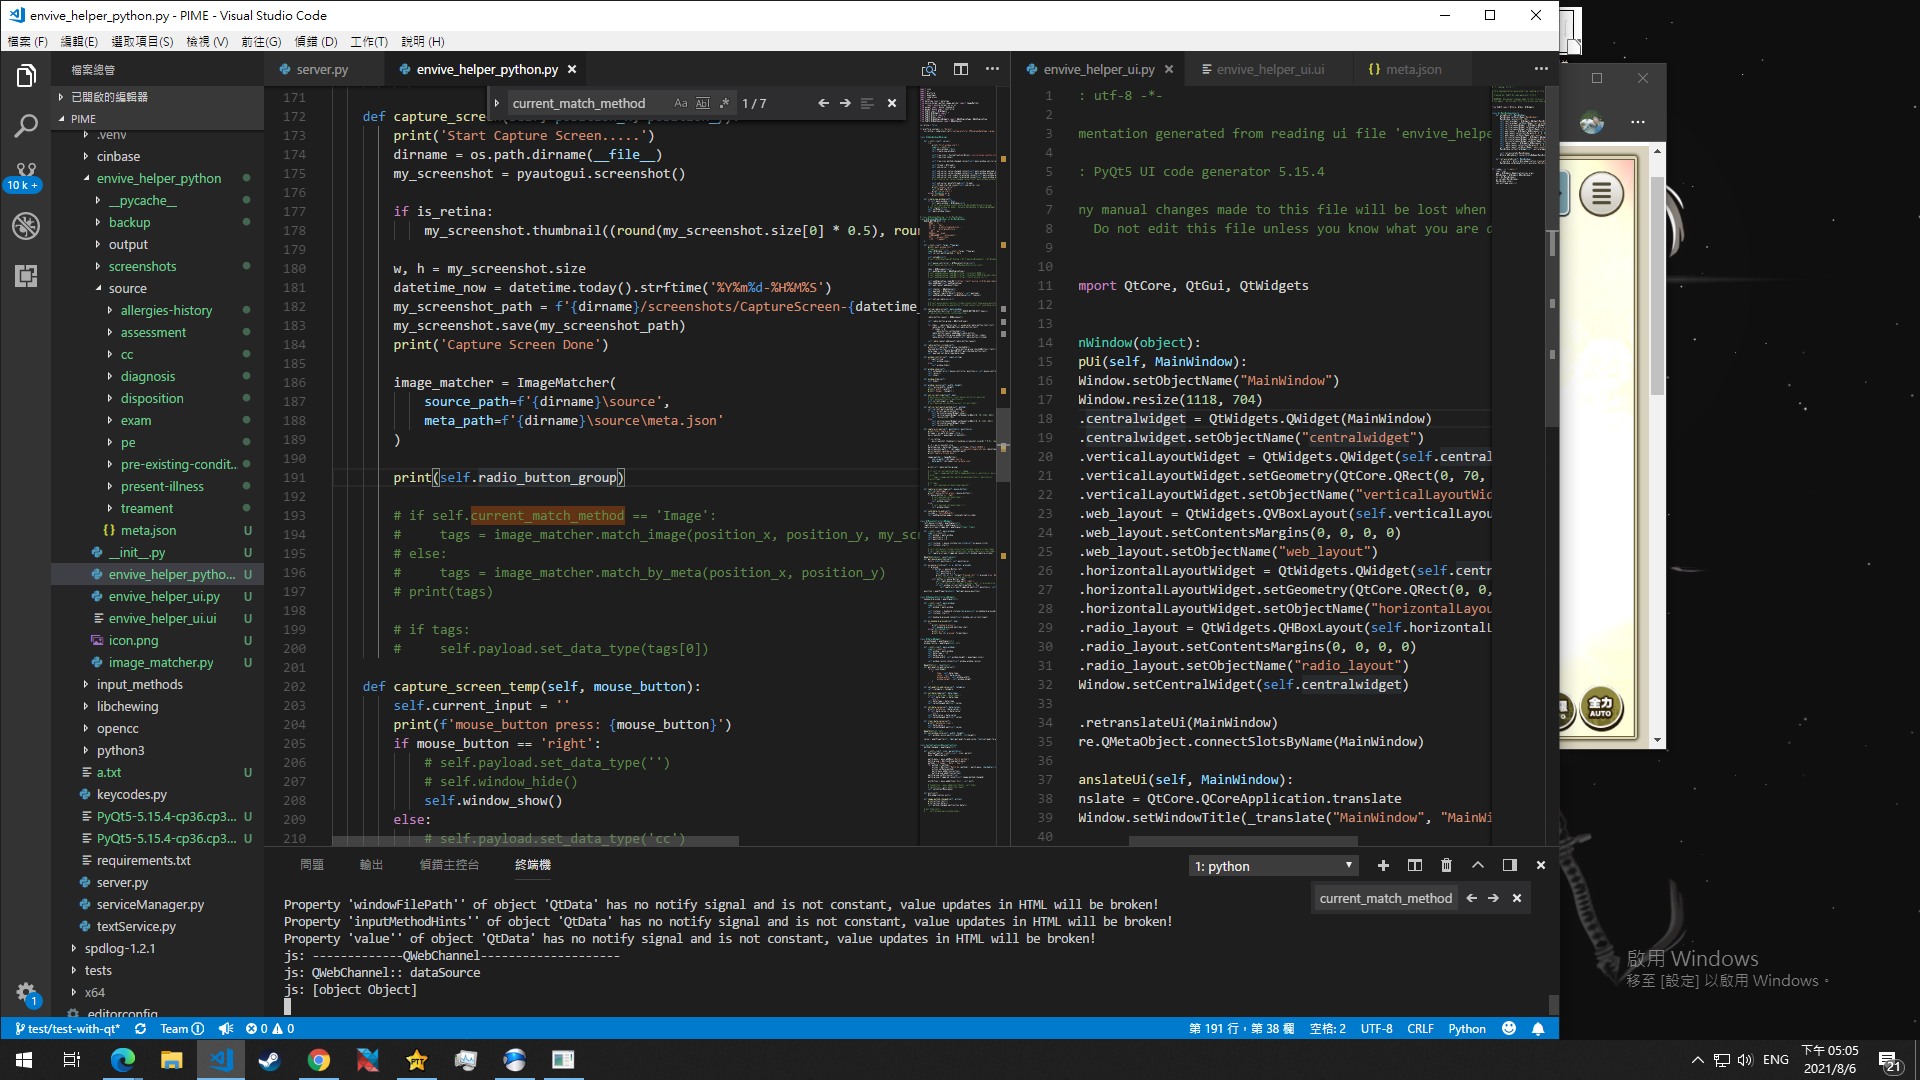 envive_helper_python.py - PIME - Visual Studio Code
檔案 (F) 編輯(E) 選取項目(S) 檢視 (V) 前往(G) 偵錯 (D) 工作(T) 說明 (H)
檔案總管
已開啟的編輯器
PIME
.venv
cinbase
envive_helper_python
__pycache__
backup
output
screenshots
source
allergies-history
assessment
cc
diagnosis
disposition
exam
pe
pre-existing-condit...
present-illness
treament
meta.json U
__init__.py U
envive_helper_pytho... U
envive_helper_ui.py U
envive_helper_ui.ui U
icon.png U
image_matcher.py U
input_methods
libchewing
opencc
python3
a.txt U
keycodes.py
PyQt5-5.15.4-cp36.cp3... U
PyQt5-5.15.4-cp36.cp3... U
requirements.txt
server.py
serviceManager.py
textService.py
spdlog-1.2.1
tests
x64
.editorconfig
10 k +
1
server.py
envive_helper_python.py
current_match_method Aa Abl .* 1 / 7
171
172 def capture_scre
173 print('Start Capture Screen.....')
174 dirname = os.path.dirname(__file__)
175 my_screenshot = pyautogui.screenshot()
176
177 if is_retina:
178 my_screenshot.thumbnail((round(my_screenshot.size[0] * 0.5), rou
179
180 w, h = my_screenshot.size
181 datetime_now = datetime.today().strftime('%Y%m%d-%H%M%S')
182 my_screenshot_path = f'{dirname}/screenshots/CaptureScreen-{datetime_
183 my_screenshot.save(my_screenshot_path)
184 print('Capture Screen Done')
185
186 image_matcher = ImageMatcher(
187 source_path=f'{dirname}\source',
188 meta_path=f'{dirname}\source\meta.json'
189 )
190
191 print(self.radio_button_group)
192
193 # if self.current_match_method == 'Image':
194 # tags = image_matcher.match_image(position_x, position_y, my_scr
195 # else:
196 # tags = image_matcher.match_by_meta(position_x, position_y)
197 # print(tags)
198
199 # if tags:
200 # self.payload.set_data_type(tags[0])
201
202 def capture_screen_temp(self, mouse_button):
203 self.current_input = ''
204 print(f'mouse_button press: {mouse_button}')
205 if mouse_button == 'right':
206 # self.payload.set_data_type('')
207 # self.window_hide()
208 self.window_show()
209 else:
210 # self.payload.set_data_type('cc')
envive_helper_ui.py
envive_helper_ui.ui
meta.json
1 : utf-8 -*-
2
3 mentation generated from reading ui file 'envive_helpe
4
5 : PyQt5 UI code generator 5.15.4
6
7 ny manual changes made to this file will be lost when
8 Do not edit this file unless you know what you are d
9
10
11 mport QtCore, QtGui, QtWidgets
12
13
14 nWindow(object):
15 pUi(self, MainWindow):
16 Window.setObjectName("MainWindow")
17 Window.resize(1118, 704)
18 .centralwidget = QtWidgets.QWidget(MainWindow)
19 .centralwidget.setObjectName("centralwidget")
20 .verticalLayoutWidget = QtWidgets.QWidget(self.central
21 .verticalLayoutWidget.setGeometry(QtCore.QRect(0, 70,
22 .verticalLayoutWidget.setObjectName("verticalLayoutWid
23 .web_layout = QtWidgets.QVBoxLayout(self.verticalLayou
24 .web_layout.setContentsMargins(0, 0, 0, 0)
25 .web_layout.setObjectName("web_layout")
26 .horizontalLayoutWidget = QtWidgets.QWidget(self.centr
27 .horizontalLayoutWidget.setGeometry(QtCore.QRect(0, 0,
28 .horizontalLayoutWidget.setObjectName("horizontalLayou
29 .radio_layout = QtWidgets.QHBoxLayout(self.horizontalL
30 .radio_layout.setContentsMargins(0, 0, 0, 0)
31 .radio_layout.setObjectName("radio_layout")
32 Window.setCentralWidget(self.centralwidget)
33
34 .retranslateUi(MainWindow)
35 re.QMetaObject.connectSlotsByName(MainWindow)
36
37 anslateUi(self, MainWindow):
38 nslate = QtCore.QCoreApplication.translate
39 Window.setWindowTitle(_translate("MainWindow", "MainWi
40
問題 輸出 偵錯主控台 終端機
1: python
current_match_method
Property 'windowFilePath'' of object 'QtData' has no notify signal and is not constant, value updates in HTML will be broken!
Property 'inputMethodHints'' of object 'QtData' has no notify signal and is not constant, value updates in HTML will be broken!
Property 'value'' of object 'QtData' has no notify signal and is not constant, value updates in HTML will be broken!
js: -------------QWebChannel--------------------
js: QWebChannel:: dataSource
js: [object Object]
test/test-with-qt* Team 0 0
第 191 行，第 38 欄 空格: 2 UTF-8 CRLF Python
全力
AUTO
啟用 Windows
移至 [設定] 以啟用 Windows。
PTT
ENG
下午 05:05
2021/8/6
21